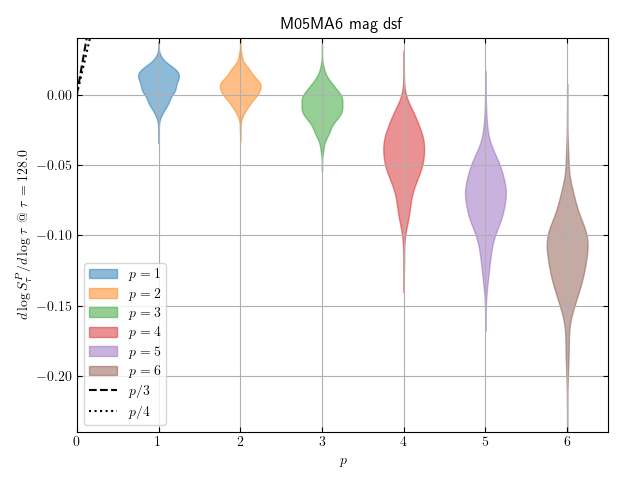 M05MA6 mag dsf
d log S_τ^P / d log τ @ τ = 128.0
0.00
−0.05
−0.10
−0.15
−0.20
p = 1
p = 2
p = 3
p = 4
p = 5
p = 6
p/3
p/4
0 1 2 3 4 5 6
p